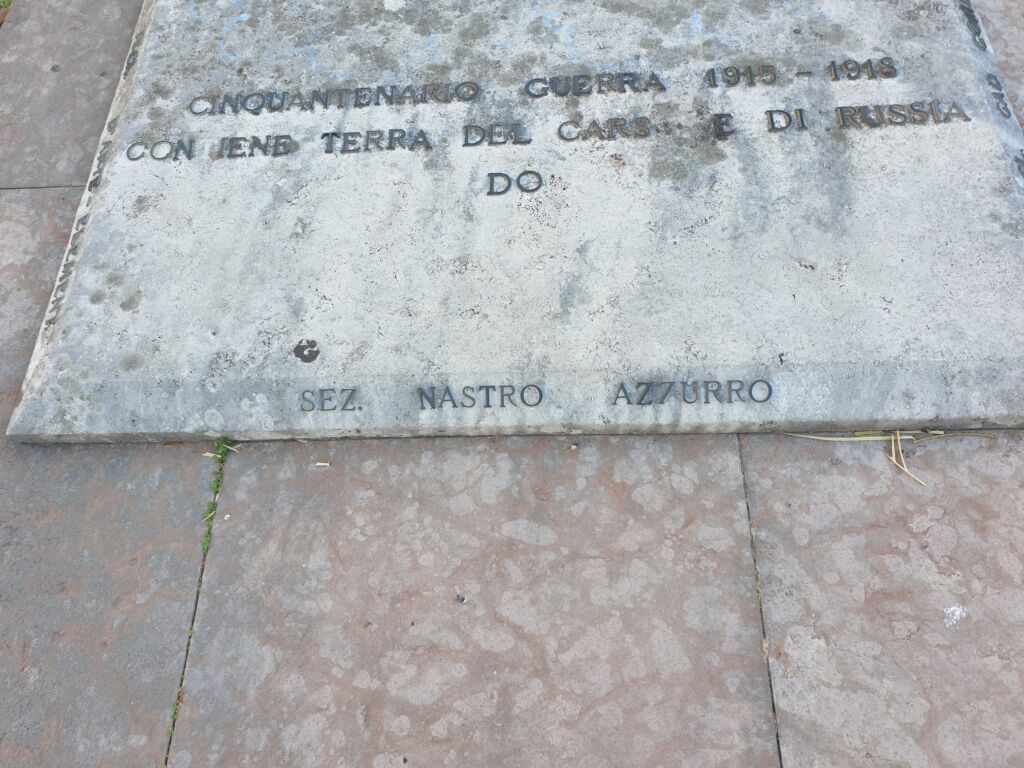 CINQUANTENARIO GUERRA 1915 - 1918
CON IENE TERRA DEL CARS E DI RUSSIA
DO
SEZ. NASTRO AZZURRO